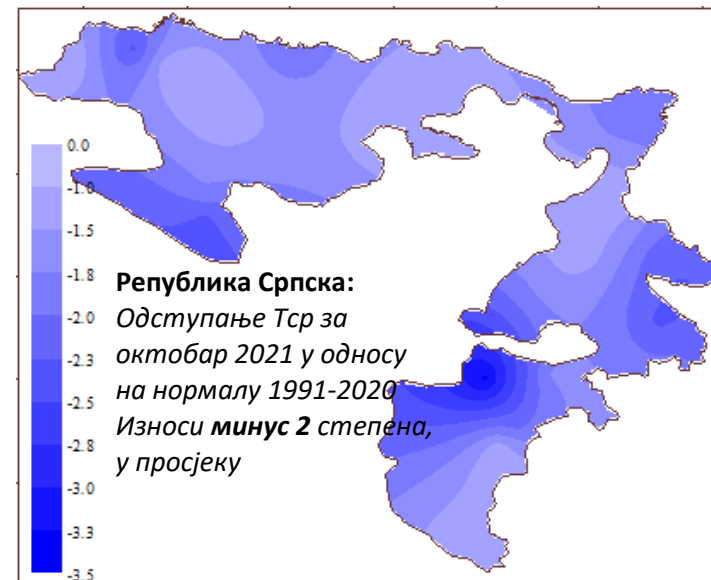 0.0
-1.0
-1.5
-1.8
-2.0
-2.3
-2.5
-2.8
-3.0
-3.3
-3.5
Република Српска:
Одступање Тср за
октобар 2021 у односу
на нормалу 1991-2020
Износи минус 2 степена,
у просјеку